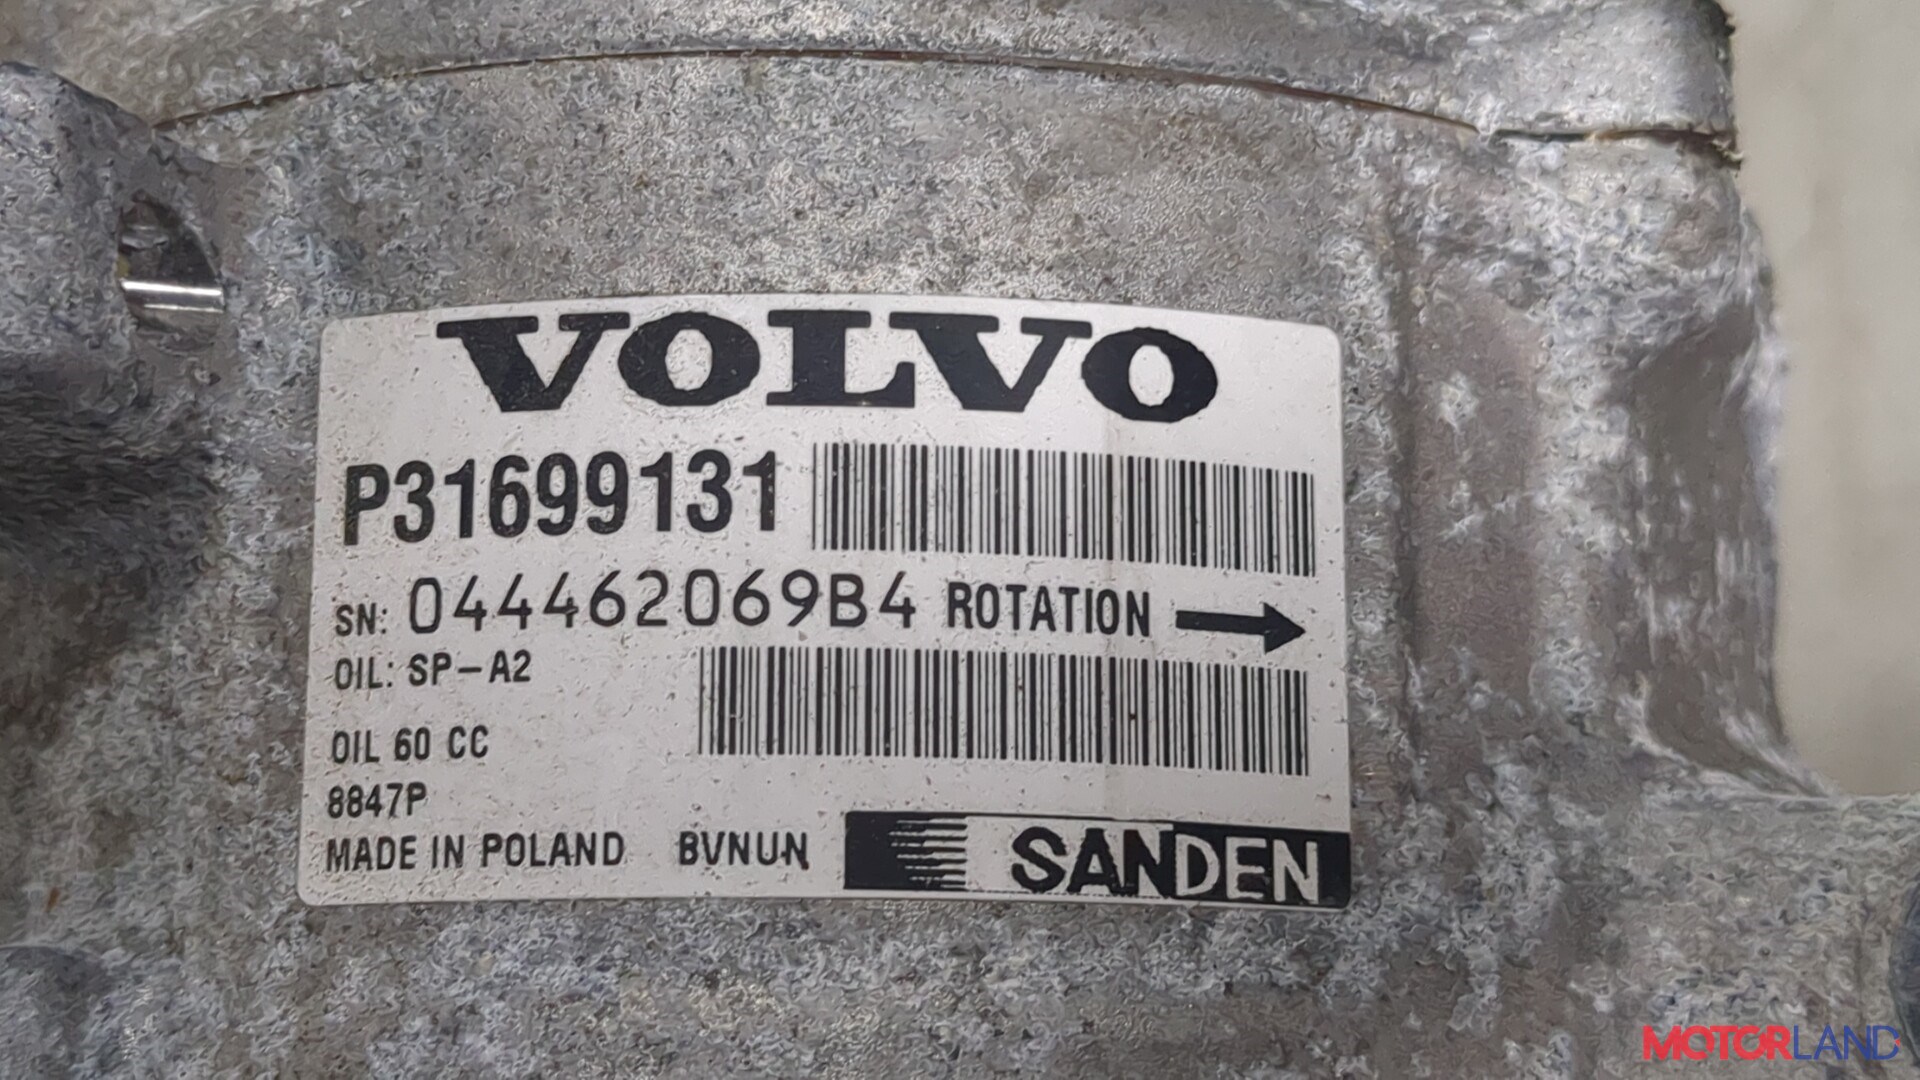 VOLVO
P31699131
SN: 044462069B4 ROTATION
OIL: SP-A2
OIL 60 CC
8847P
MADE IN POLAND BVNUN
SANDEN
MOTORLAND